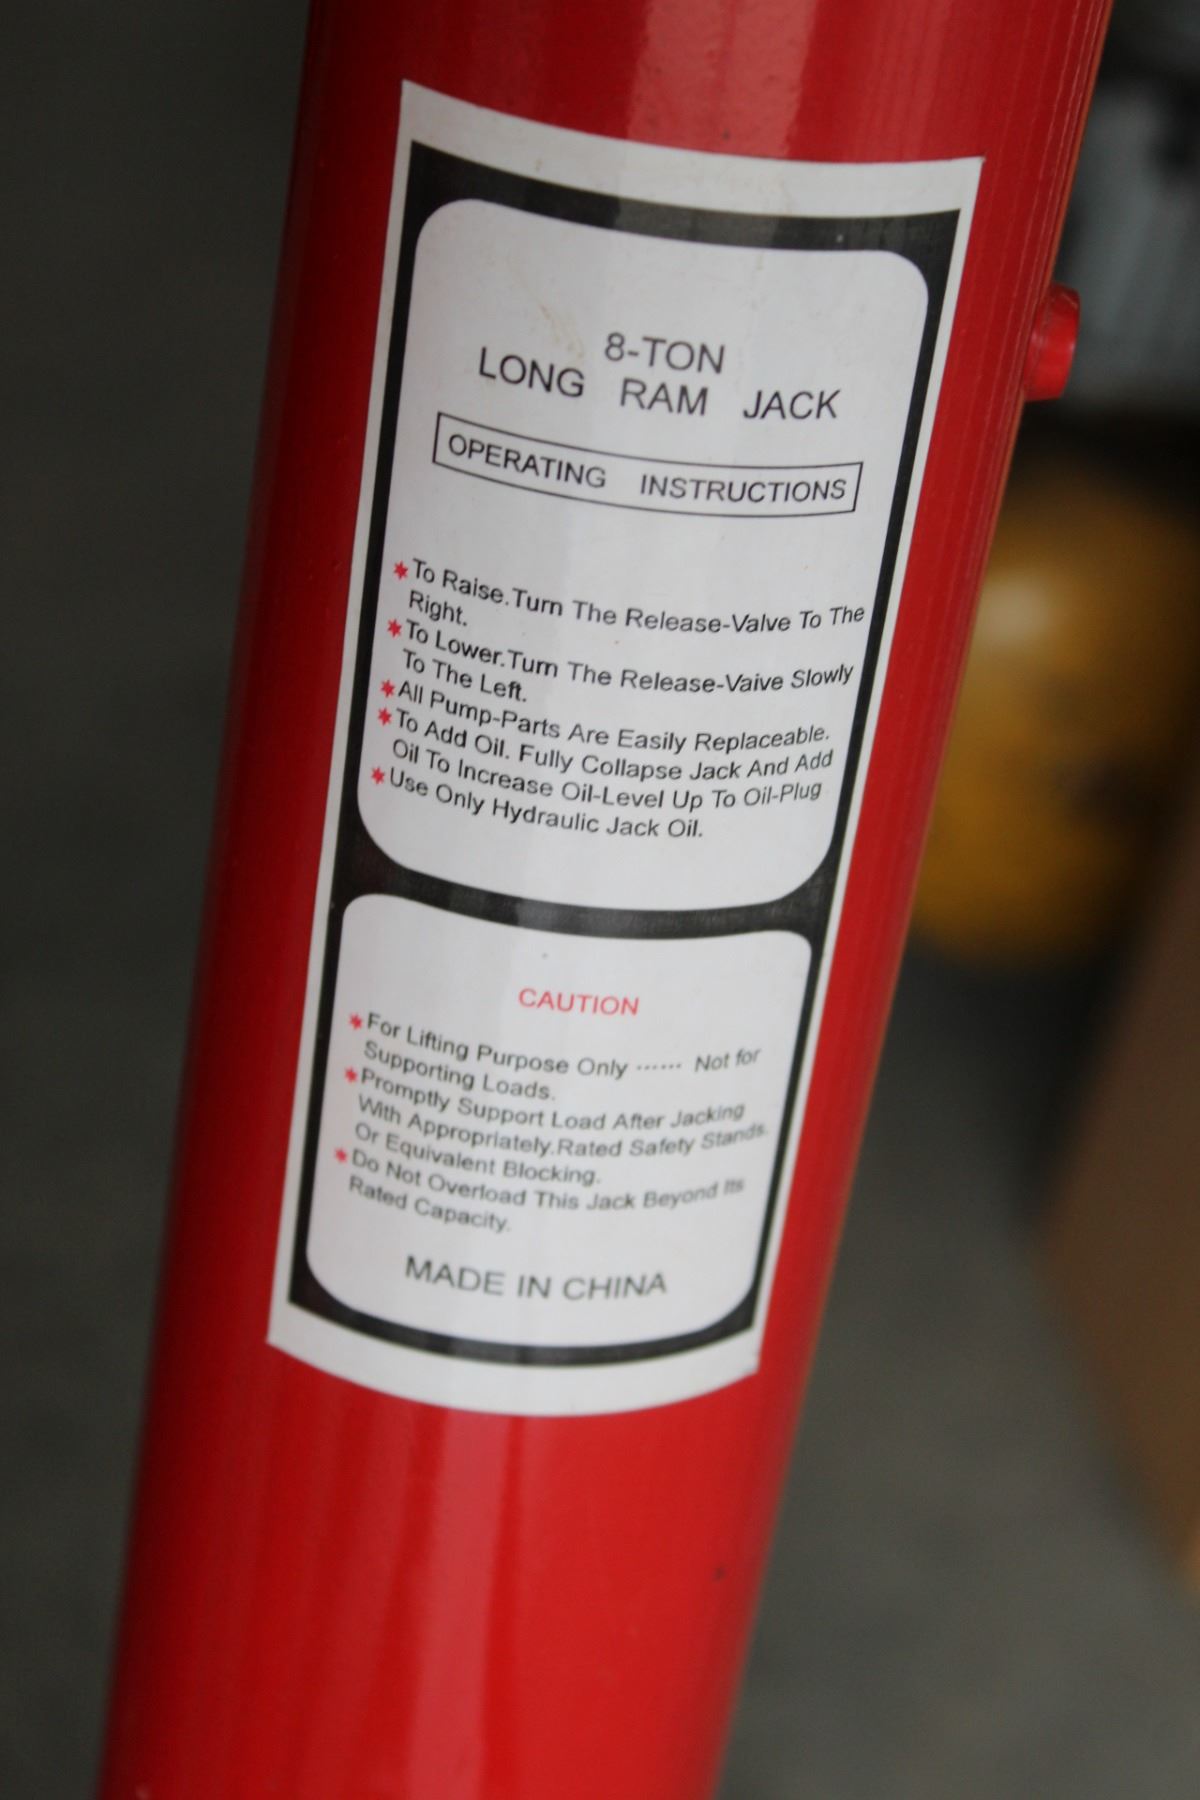 8-TON
LONG RAM JACK
OPERATING INSTRUCTIONS
*To Raise.Turn The Release-Valve To The
Right.
*To Lower.Turn The Release-Vaive Slowly
To The Left.
*All Pump-Parts Are Easily Replaceable.
*To Add Oil. Fully Collapse Jack And Add
Oil To Increase Oil-Level Up To Oil-Plug
*Use Only Hydraulic Jack Oil.
CAUTION
*For Lifting Purpose Only ······ Not for
Supporting Loads.
*Promptly Support Load After Jacking
With Appropriately.Rated Safety Stands.
Or Equivalent Blocking.
*Do Not Overload This Jack Beyond Its
Rated Capacity.
MADE IN CHINA